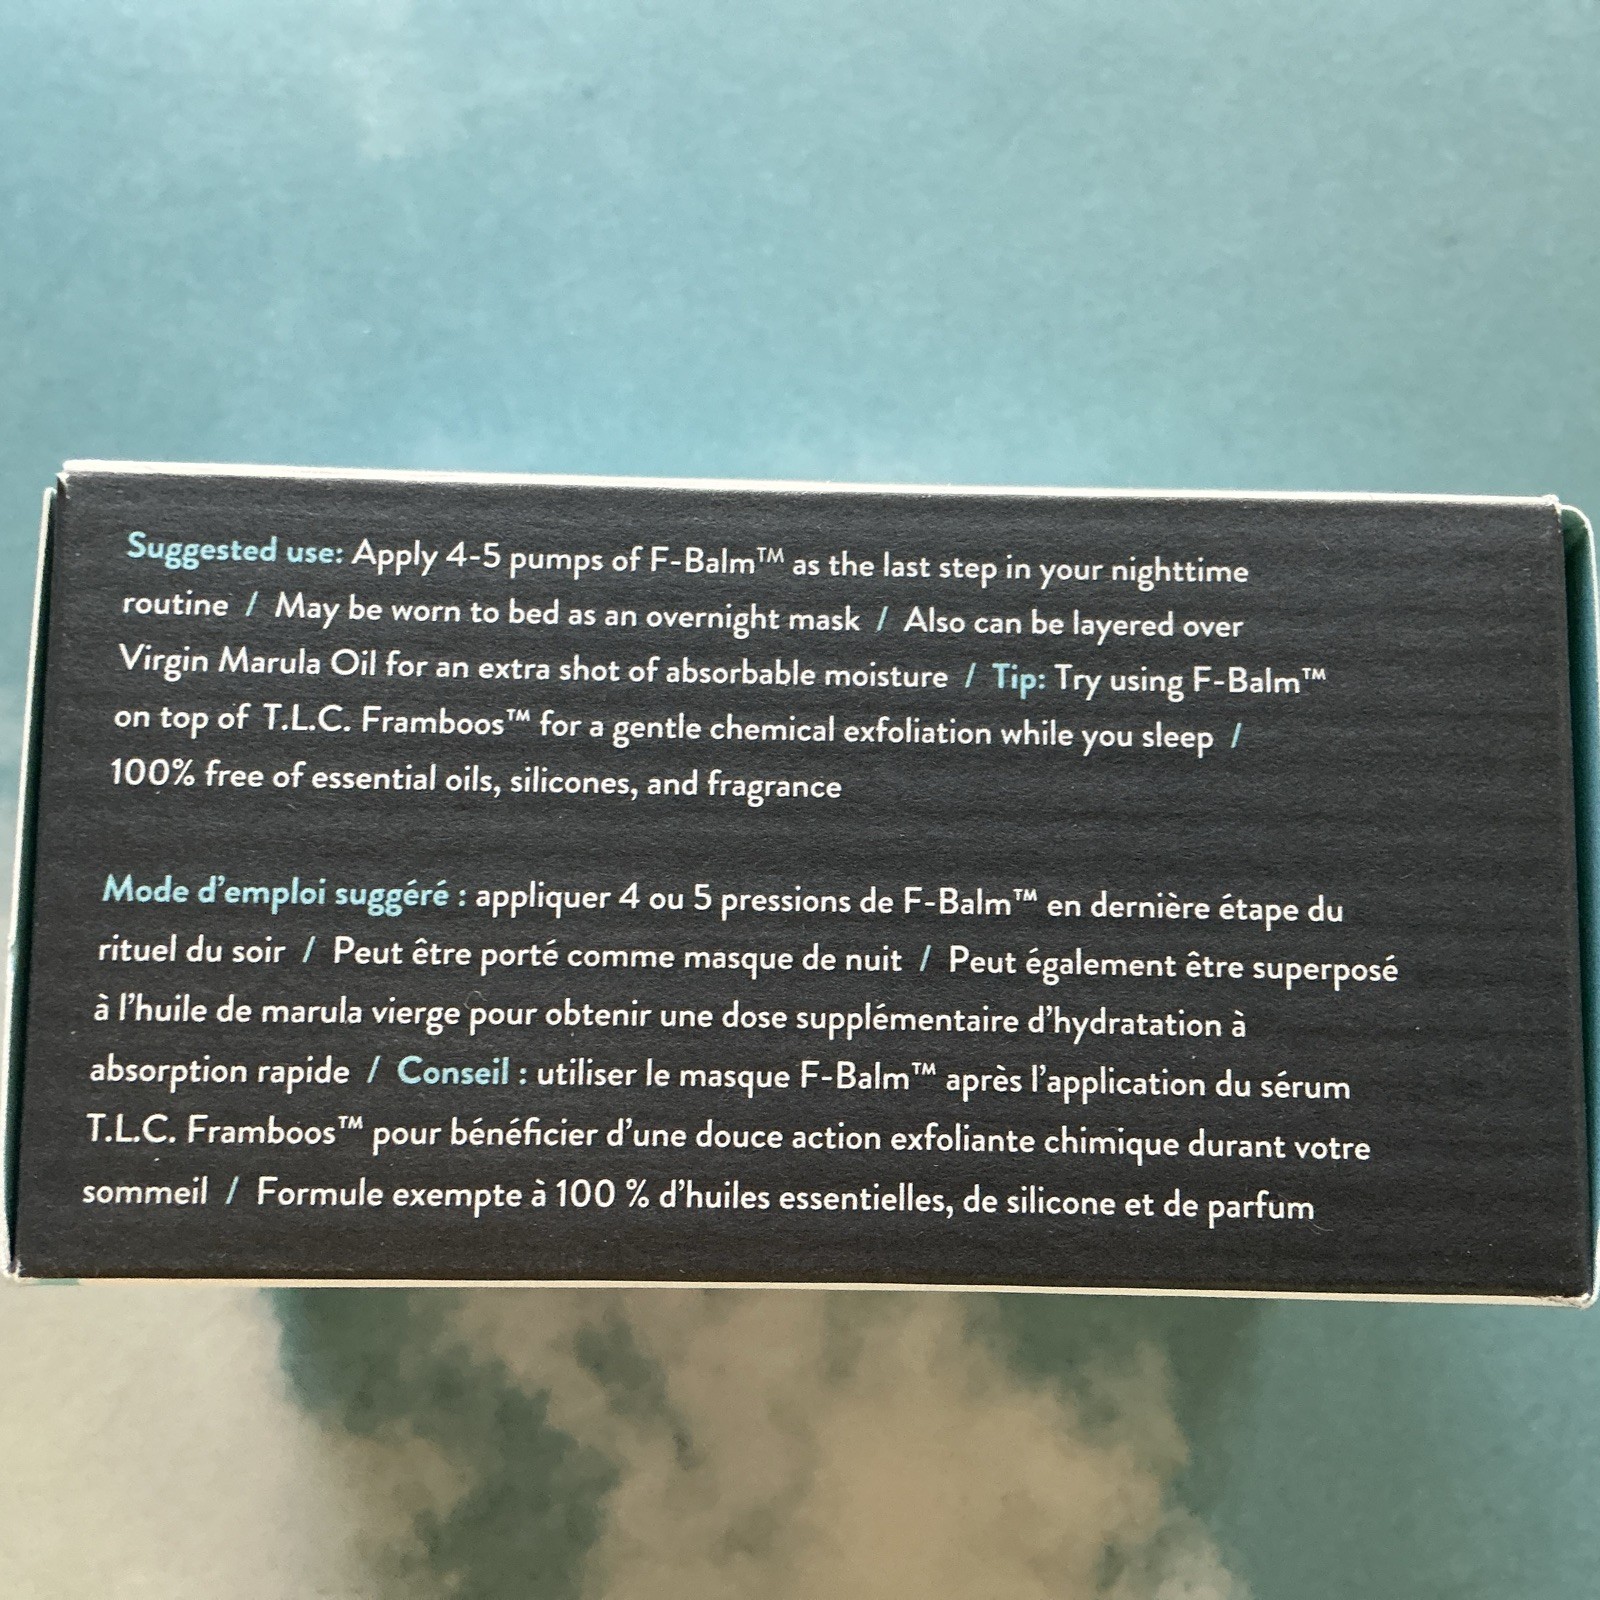 Suggested use: Apply 4-5 pumps of F-Balm™ as the last step in your nighttime
routine / May be worn to bed as an overnight mask / Also can be layered over
Virgin Marula Oil for an extra shot of absorbable moisture / Tip: Try using F-Balm™
on top of T.L.C. Framboos™ for a gentle chemical exfoliation while you sleep /
100% free of essential oils, silicones, and fragrance
Mode d'emploi suggéré : appliquer 4 ou 5 pressions de F-Balm™ en dernière étape du
rituel du soir / Peut être porté comme masque de nuit / Peut également être superposé
à l'huile de marula vierge pour obtenir une dose supplémentaire d'hydratation à
absorption rapide / Conseil : utiliser le masque F-Balm™ après l'application du sérum
T.L.C. Framboos™ pour bénéficier d'une douce action exfoliante chimique durant votre
sommeil / Formule exempte à 100 % d'huiles essentielles, de silicone et de parfum